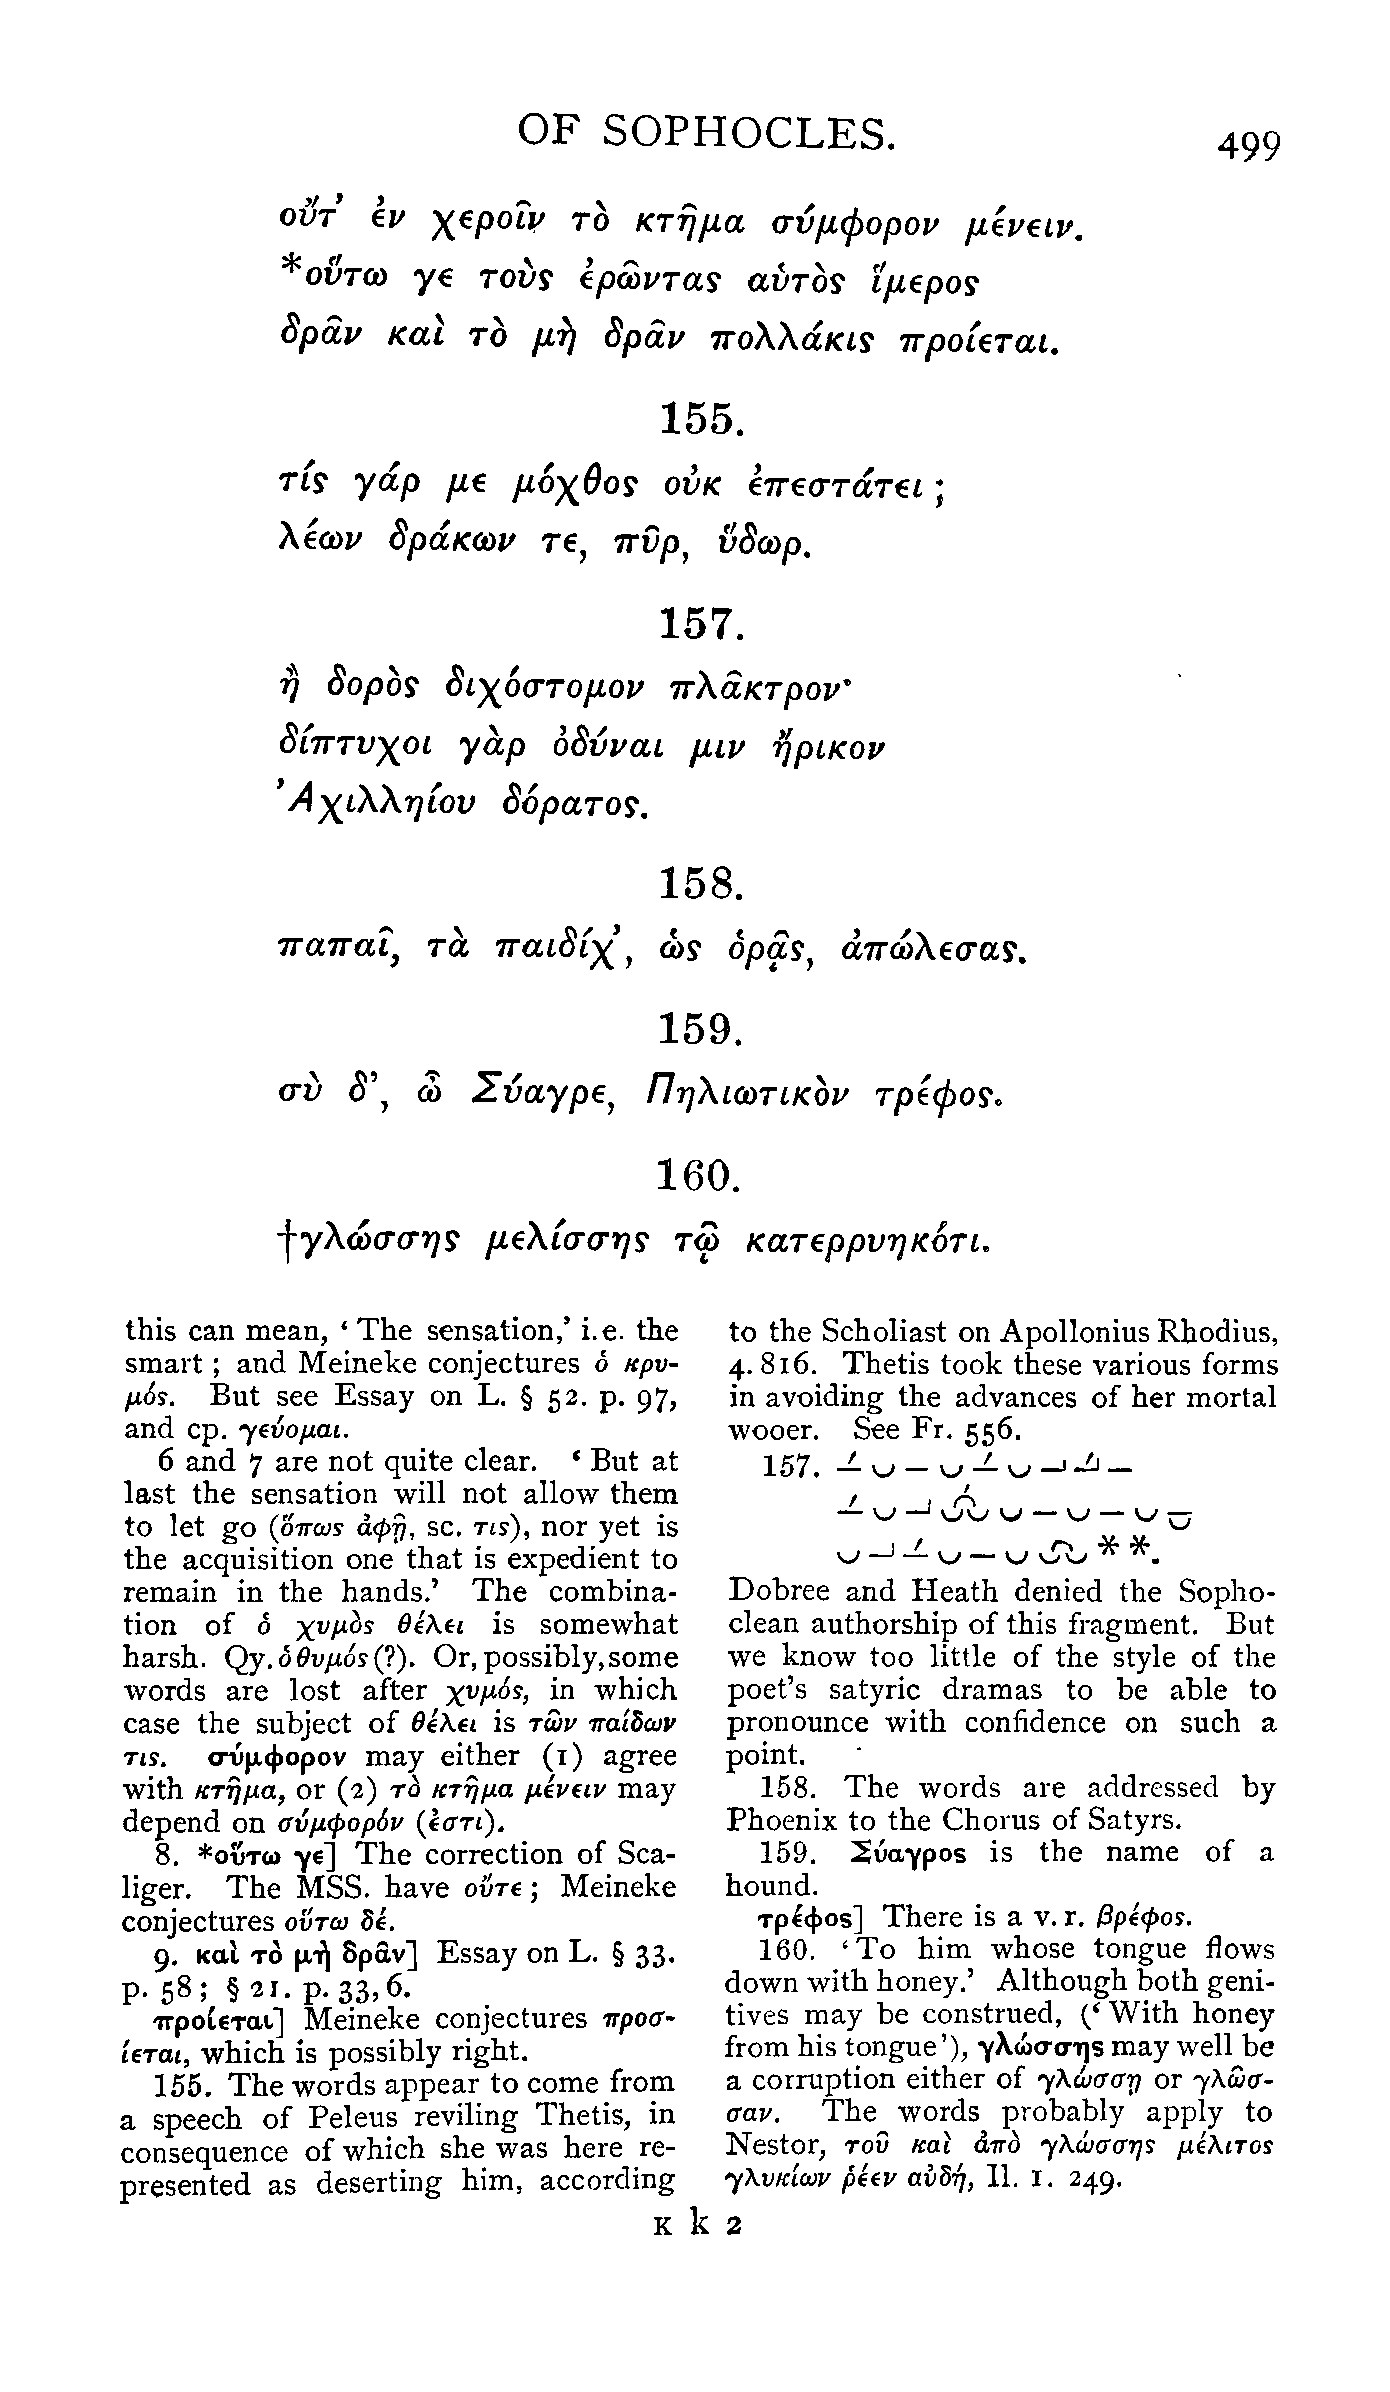 OF SOPHOCLES.
499
οὔτ’ ἐν χεροῖν τὸ κτῆμα σύμφορον μένειν.
*οὕτω γε τοὺς ἐρῶντας αὑτὸς ἵμερος
δρᾶν καὶ τὸ μὴ δρᾶν πολλάκις προίεται.
155.
τίς γάρ με μόχθος οὐκ ἐπεστάτει;
λέων δράκων τε, πῦρ, ὕδωρ.
157.
ἢ δορὸς διχόστομον πλᾶκτρον·
δίπτυχοι γὰρ ὀδύναι μιν ἤρικον
Ἀχιλληίου δόρατος.
158.
παπαῖ, τὰ παιδίχ’, ὡς ὁρᾷς, ἀπώλεσας.
159.
σὺ δ’, ὦ Σύαγρε, Πηλιωτικὸν τρέφος.
160.
†γλώσσης μελίσσης τῷ κατερρυηκότι.
this can mean, ‘The sensation,’ i.e. the
smart; and Meineke conjectures ὁ κρυ-
μός. But see Essay on L. § 52. p. 97,
and cp. γεύομαι.
6 and 7 are not quite clear. ‘But at
last the sensation will not allow them
to let go (ὅπως ἀφῇ, sc. τις), nor yet is
the acquisition one that is expedient to
remain in the hands.’ The combina-
tion of ὁ χυμὸς θέλει is somewhat
harsh. Qy. ὁ θυμός (?). Or, possibly, some
words are lost after χυμός, in which
case the subject of θέλει is τῶν παίδων
τις. σύμφορον may either (1) agree
with κτῆμα, or (2) τὸ κτῆμα μένειν may
depend on σύμφορόν (ἐστι).
8. *οὕτω γε] The correction of Sca-
liger. The MSS. have οὔτε; Meineke
conjectures οὕτω δέ.
9. καὶ τὸ μὴ δρᾶν] Essay on L. § 33.
p. 58; § 21. p. 33, 6.
προίεται] Meineke conjectures προσ-
ίεται, which is possibly right.
155. The words appear to come from
a speech of Peleus reviling Thetis, in
consequence of which she was here re-
presented as deserting him, according
to the Scholiast on Apollonius Rhodius,
4. 816. Thetis took these various forms
in avoiding the advances of her mortal
wooer. See Fr. 556.
157.
* *.
Dobree and Heath denied the Sopho-
clean authorship of this fragment. But
we know too little of the style of the
poet’s satyric dramas to be able to
pronounce with confidence on such a
point.
158. The words are addressed by
Phoenix to the Chorus of Satyrs.
159. Σύαγρος is the name of a
hound.
τρέφος] There is a v. r. βρέφος.
160. ‘To him whose tongue flows
down with honey.’ Although both geni-
tives may be construed, (‘With honey
from his tongue’), γλώσσης may well be
a corruption either of γλώσσῃ or γλῶσ-
σαν. The words probably apply to
Nestor, τοῦ καὶ ἀπὸ γλώσσης μέλιτος
γλυκίων ῥέεν αὐδή, Il. 1. 249.
K k 2